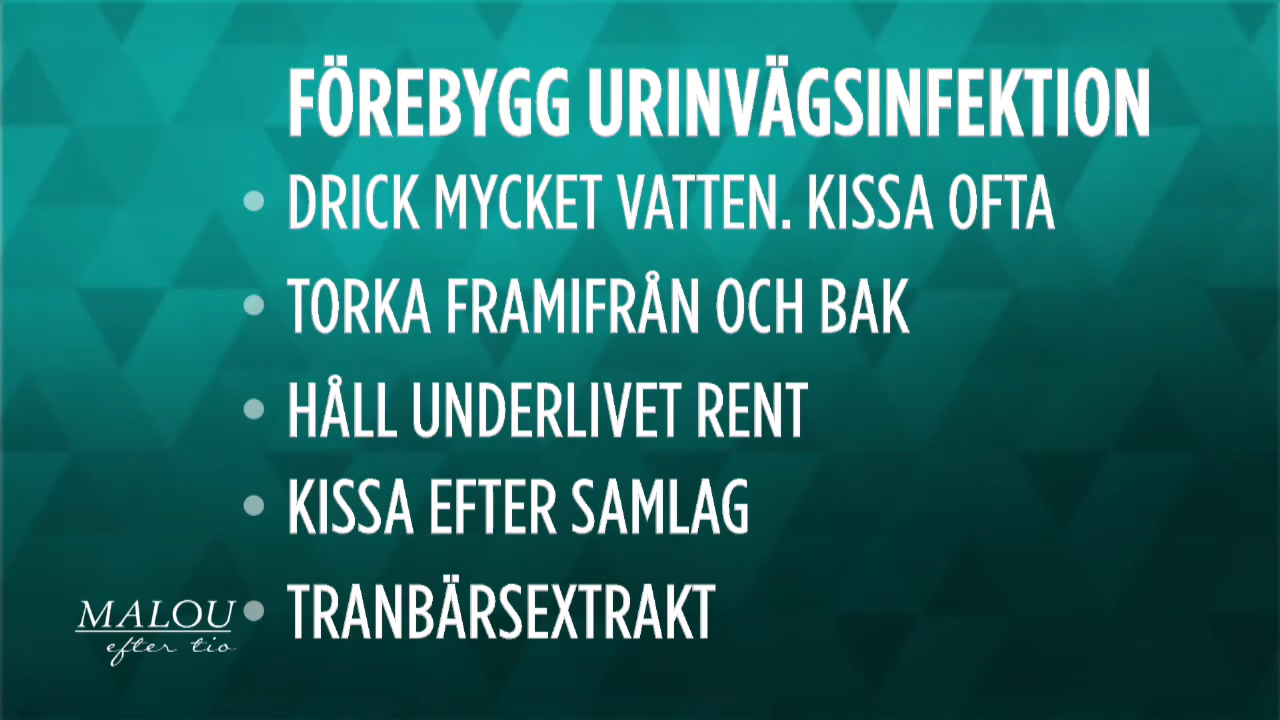 FÖREBYGG URINVÄGSINFEKTION
• DRICK MYCKET VATTEN. KISSA OFTA
• TORKA FRAMIFRÅN OCH BAK
• HÅLL UNDERLIVET RENT
• KISSA EFTER SAMLAG
• TRANBÄRSEXTRAKT
MALOU
efter tio